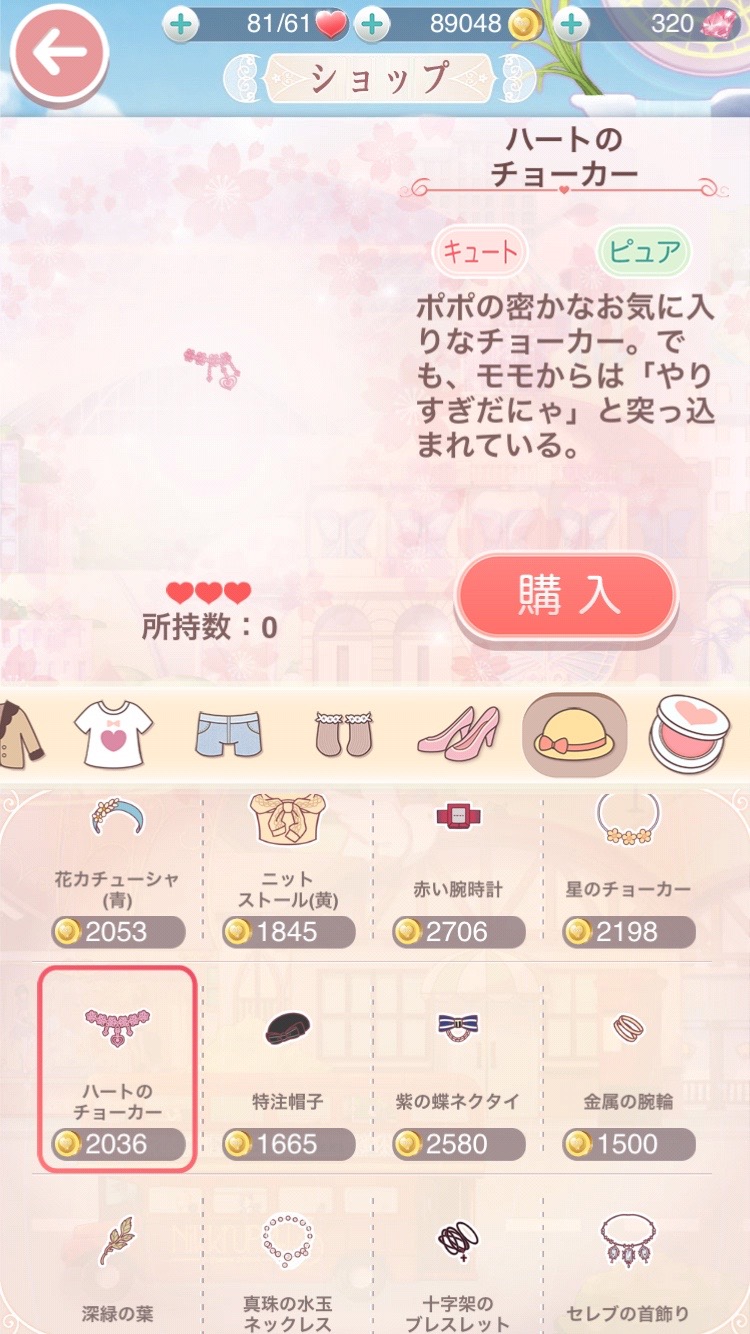 81/61
89048
320
ショップ
ハートの
チョーカー
キュート
ピュア
ポポの密かなお気に入
りなチョーカー。で
も、モモからは「やり
すぎだにゃ」と突っ込
まれている。
所持数：0
購入
花カチューシャ
(青)
ニット
ストール(黄)
赤い腕時計
星のチョーカー
2053
1845
2706
2198
ハートの
チョーカー
特注帽子
紫の蝶ネクタイ
金属の腕輪
2036
1665
2580
1500
深緑の葉
真珠の水玉
ネックレス
十字架の
ブレスレット
セレブの首飾り